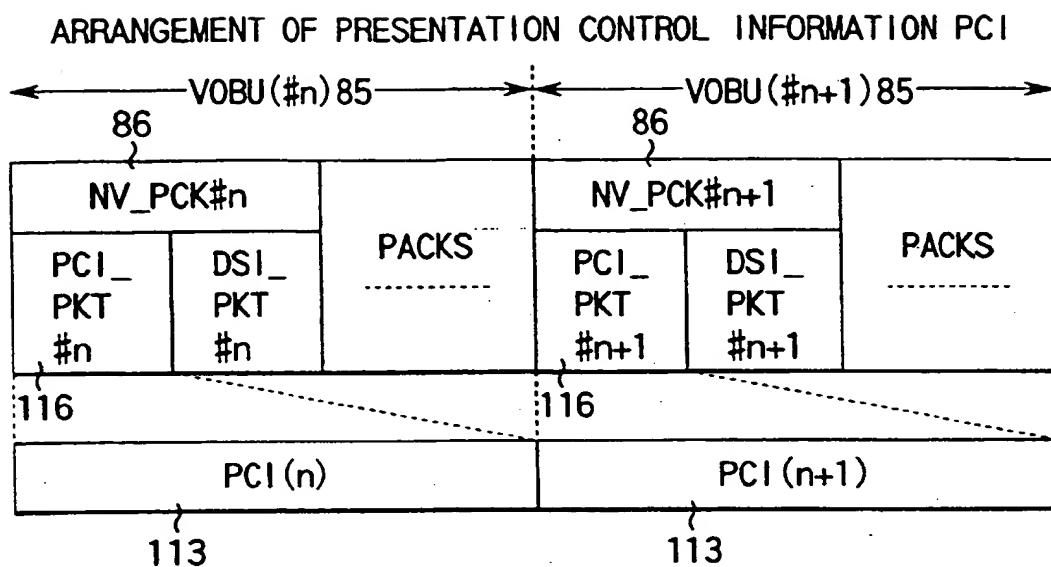 ARRANGEMENT OF PRESENTATION CONTROL INFORMATION PCI
VOBU(#n)85
VOBU(#n+1)85
86
86
NV_PCK#n
NV_PCK#n+1
PCI_
PKT
#n
DSI_
PKT
#n
PACKS
PCI_
PKT
#n+1
DSI_
PKT
#n+1
PACKS
116
116
PCI(n)
PCI(n+1)
113
113